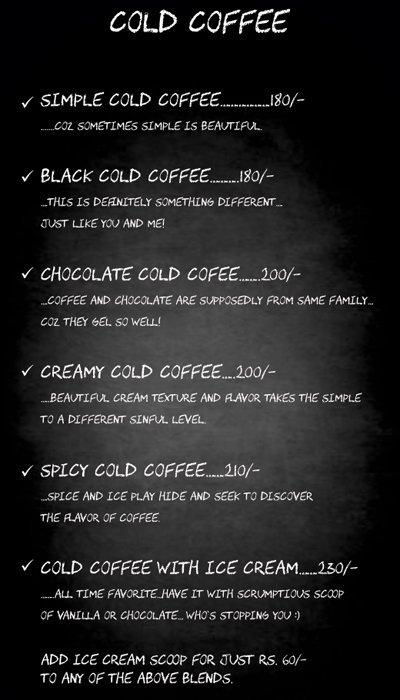 COLD COFFEE
✓ SIMPLE COLD COFFEE.................180/-
......COZ SOMETIMES SIMPLE IS BEAUTIFUL.
✓ BLACK COLD COFFEE..........180/-
...THIS IS DEFINITELY SOMETHING DIFFERENT...
JUST LIKE YOU AND ME!
✓ CHOCOLATE COLD COFEE.......200/-
...COFFEE AND CHOCOLATE ARE SUPPOSEDLY FROM SAME FAMILY...
COZ THEY GEL SO WELL!
✓ CREAMY COLD COFFEE.....200/-
....BEAUTIFUL CREAM TEXTURE AND FLAVOR TAKES THE SIMPLE
TO A DIFFERENT SINFUL LEVEL.
✓ SPICY COLD COFFEE......210/-
...SPICE AND ICE PLAY HIDE AND SEEK TO DISCOVER
THE FLAVOR OF COFFEE.
✓ COLD COFFEE WITH ICE CREAM......230/-
......ALL TIME FAVORITE..HAVE IT WITH SCRUMPTIOUS SCOOP
OF VANILLA OR CHOCOLATE... WHO'S STOPPING YOU :)
ADD ICE CREAM SCOOP FOR JUST RS. 60/-
TO ANY OF THE ABOVE BLENDS.